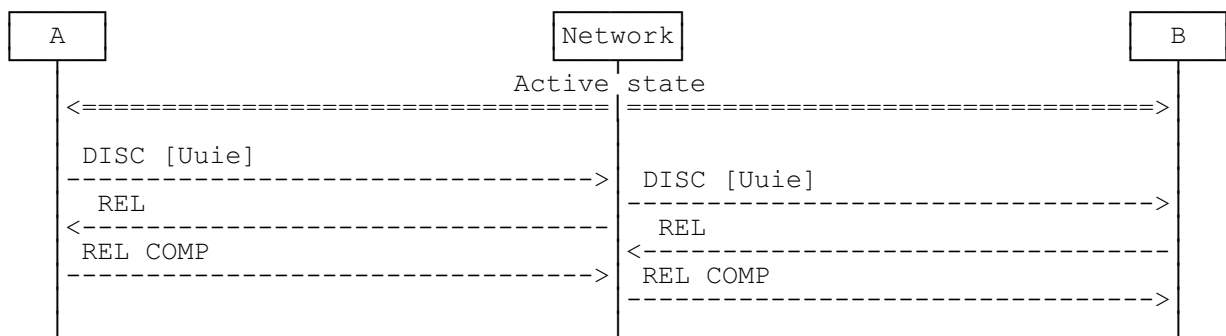 A Network B
Active state
DISC [Uuie]
DISC [Uuie]
REL
REL
REL COMP
REL COMP